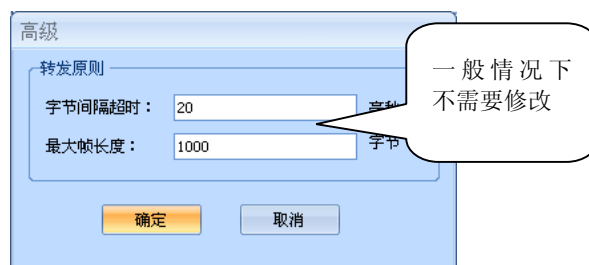 高级
转发原则
字节间隔超时： 20 毫秒
最大帧长度： 1000 字节
确定 取消
一般情况下
不需要修改